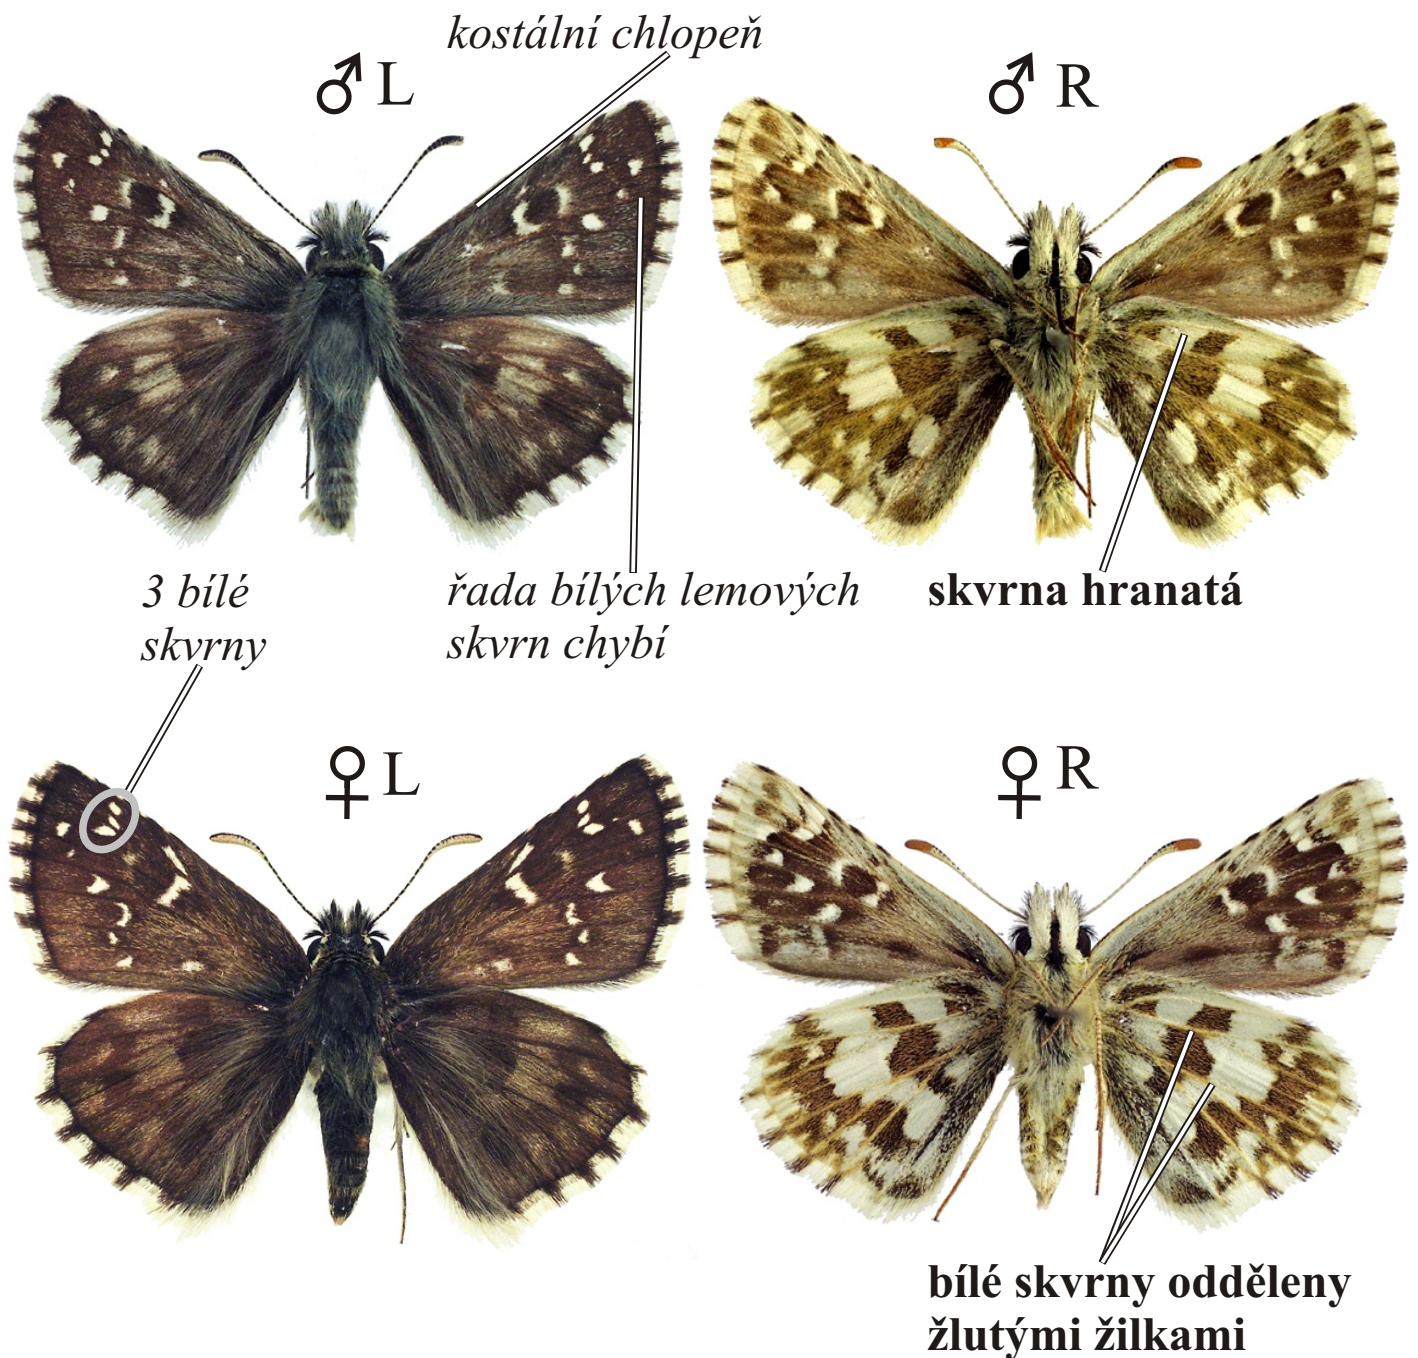 kostální chlopeň
♂ L
♂ R
3 bílé
skvrny
řada bílých lemových
skvrn chybí
skvrna hranatá
♀ L
♀ R
bílé skvrny odděleny
žlutými žilkami